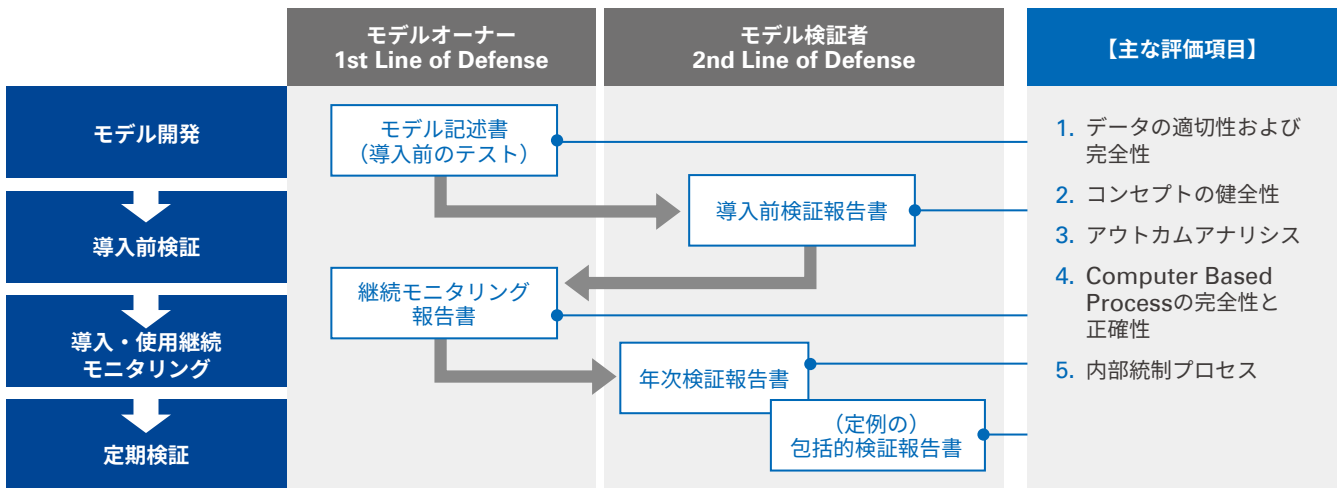 モデルオーナー
1st Line of Defense
モデル検証者
2nd Line of Defense
【主な評価項目】
モデル開発
導入前検証
導入・使用継続
モニタリング
定期検証
モデル記述書
（導入前のテスト）
導入前検証報告書
継続モニタリング
報告書
年次検証報告書
（定例の）
包括的検証報告書
1. データの適切性および
完全性
2. コンセプトの健全性
3. アウトカムアナリシス
4. Computer Based
Processの完全性と
正確性
5. 内部統制プロセス